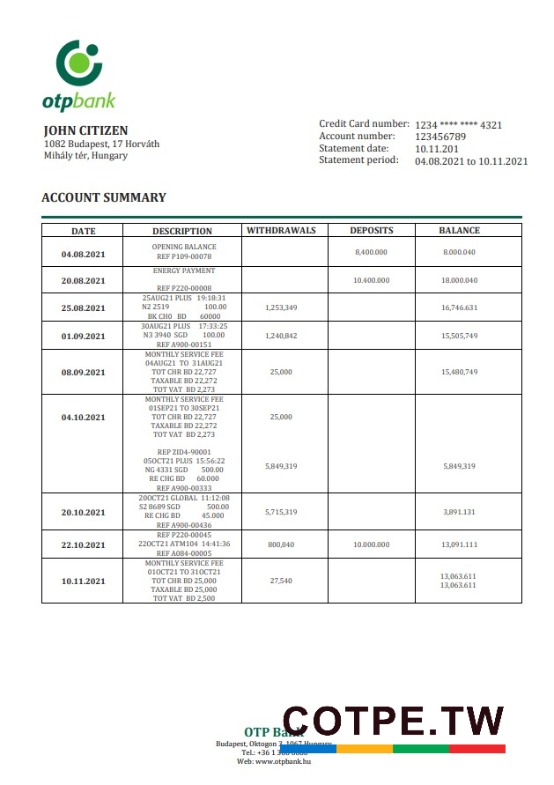 otpbank
JOHN CITIZEN
1082 Budapest, 17 Horváth
Mihály tér, Hungary
Credit Card number: 1234 **** **** 4321
Account number: 123456789
Statement date: 10.11.201
Statement period: 04.08.2021 to 10.11.2021
ACCOUNT SUMMARY
DATE DESCRIPTION WITHDRAWALS DEPOSITS BALANCE
OPENING BALANCE
04.08.2021 8,400.000 8.000.040
REF P109-00078
ENERGY PAYMENT
20.08.2021 10.400.000 18.000.040
REF P220-00008
25AUG21 PLUS 19:18:31
25.08.2021 N2 2519 100.00 1,253,349 16,746.631
BK CHO BD 60000
30AUG21 PLUS 17:33:25
01.09.2021 N3 3940 SGD 100.00 1,240,842 15,505,749
REF A900-00151
MONTHLY SERVICE FEE
04AUG21 TO 31AUG21
08.09.2021 TOT CHR BD 22,727 25,000 15,480,749
TAXABLE BD 22,272
TOT VAT BD 2,273
MONTHLY SERVICE FEE
01SEP21 TO 30SEP21
04.10.2021 TOT CHR BD 22,727 25,000
TAXABLE BD 22,272
TOT VAT BD 2,273
REP ZID4-90001
05OCT21 PLUS 15:56:22
NG 4331 SGD 500.00 5,849,319 5,849,319
RE CHG BD 60.000
REF A900-00333
20OCT21 GLOBAL 11:12:08
20.10.2021 S2 8689 SGD 500.00 5,715,319 3,891.131
RE CHG BD 45.000
REF A900-00436
REF P220-00045
22.10.2021 22OCT21 ATM104 14:41:36 800,040 10.000.000 13,091.111
REF A084-00005
MONTHLY SERVICE FEE
01OCT21 TO 31OCT21 13,063.611
10.11.2021 TOT CHR BD 25,000 27,540 13,063.611
TAXABLE BD 25,000
TOT VAT BD 2,500
COTPE.TW
OTP Bank
Budapest, Oktogon 3, 1067 Hungary
Tel.: +36 1
Web: www.otpbank.hu